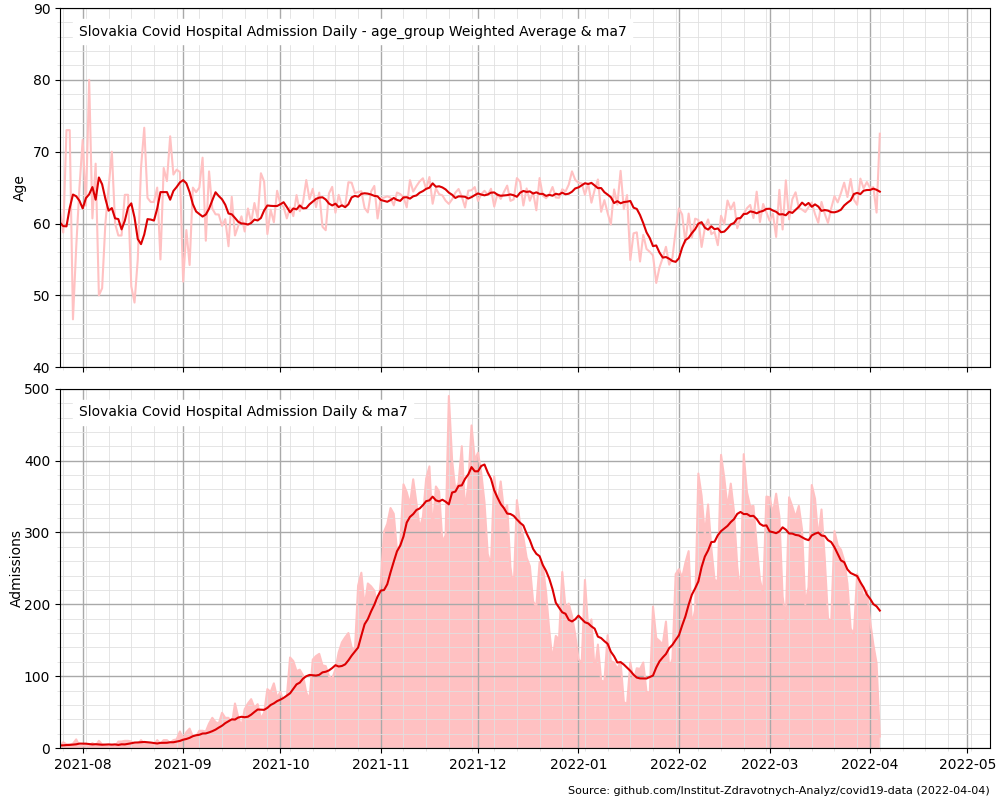 90
Slovakia Covid Hospital Admission Daily - age_group Weighted Average & ma7
80
70
Age
60
50
40
500
Slovakia Covid Hospital Admission Daily & ma7
400
300
Admissions
200
100
0
2021-08 2021-09 2021-10 2021-11 2021-12 2022-01 2022-02 2022-03 2022-04 2022-05
Source: github.com/Institut-Zdravotnych-Analyz/covid19-data (2022-04-04)